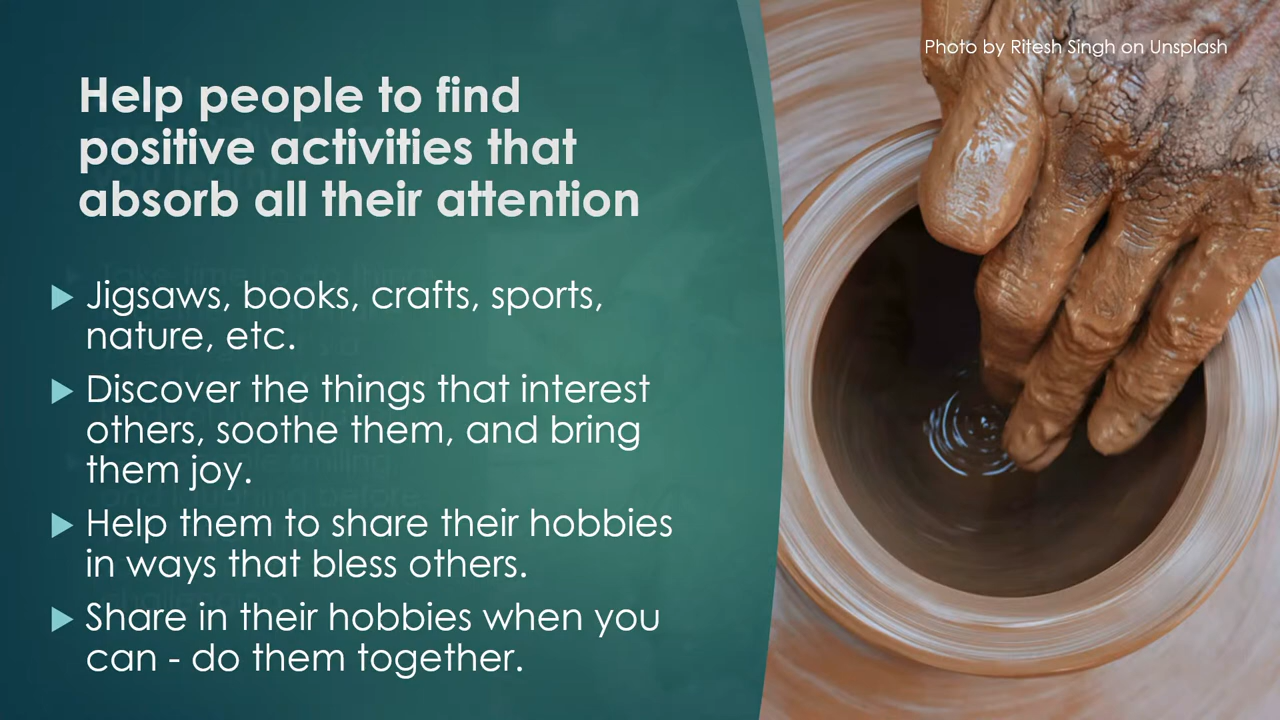 Photo by Ritesh Singh on Unsplash
Help people to find
positive activities that
absorb all their attention
Jigsaws, books, crafts, sports,
nature, etc.
Discover the things that interest
others, soothe them, and bring
them joy.
Help them to share their hobbies
in ways that bless others.
Share in their hobbies when you
can - do them together.